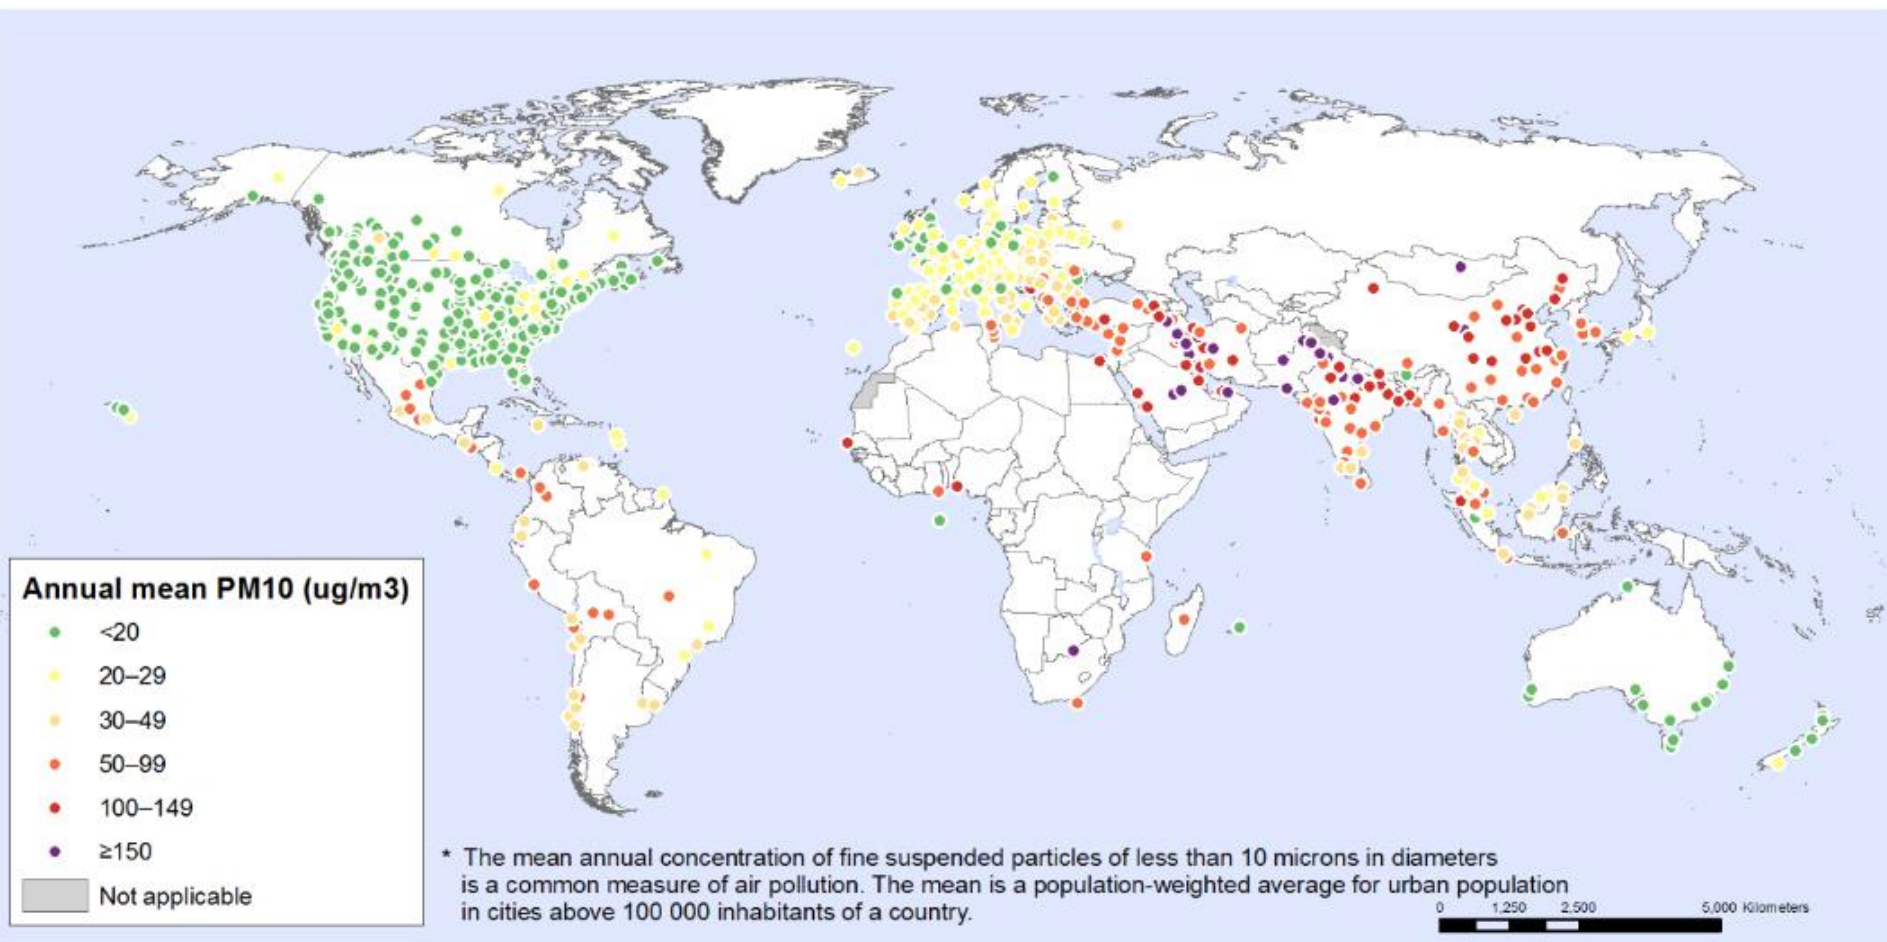 Annual mean PM10 (ug/m3)
<20
20–29
30–49
50–99
100–149
≥150
Not applicable
* The mean annual concentration of fine suspended particles of less than 10 microns in diameters
is a common measure of air pollution. The mean is a population-weighted average for urban population
in cities above 100 000 inhabitants of a country.
0 1,250 2,500 5,000 Kilometers